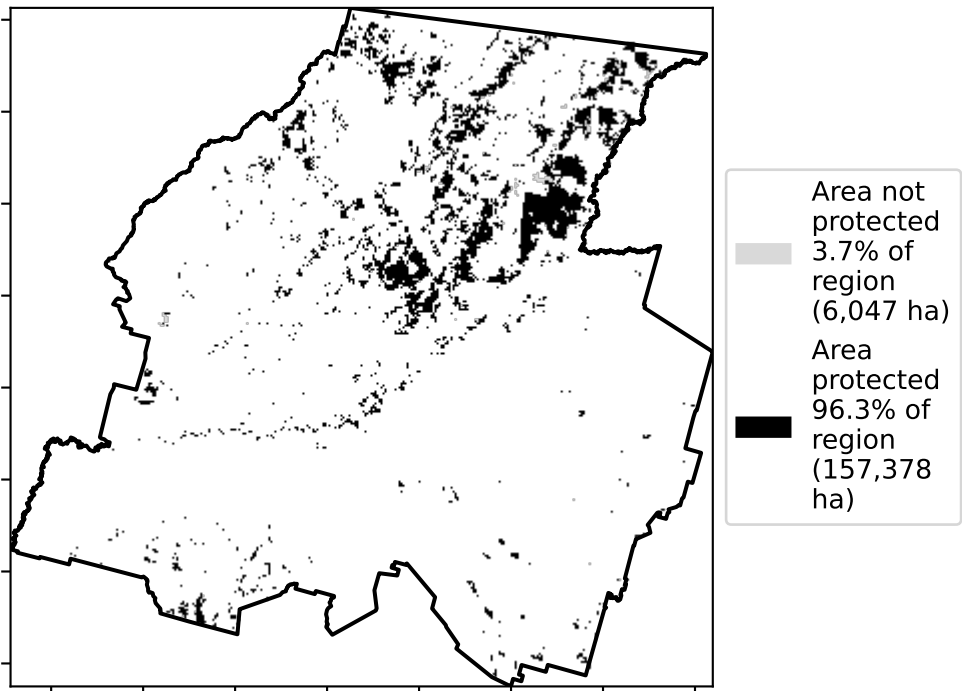 Area not
protected
3.7% of
region
(6,047 ha)
Area
protected
96.3% of
region
(157,378
ha)